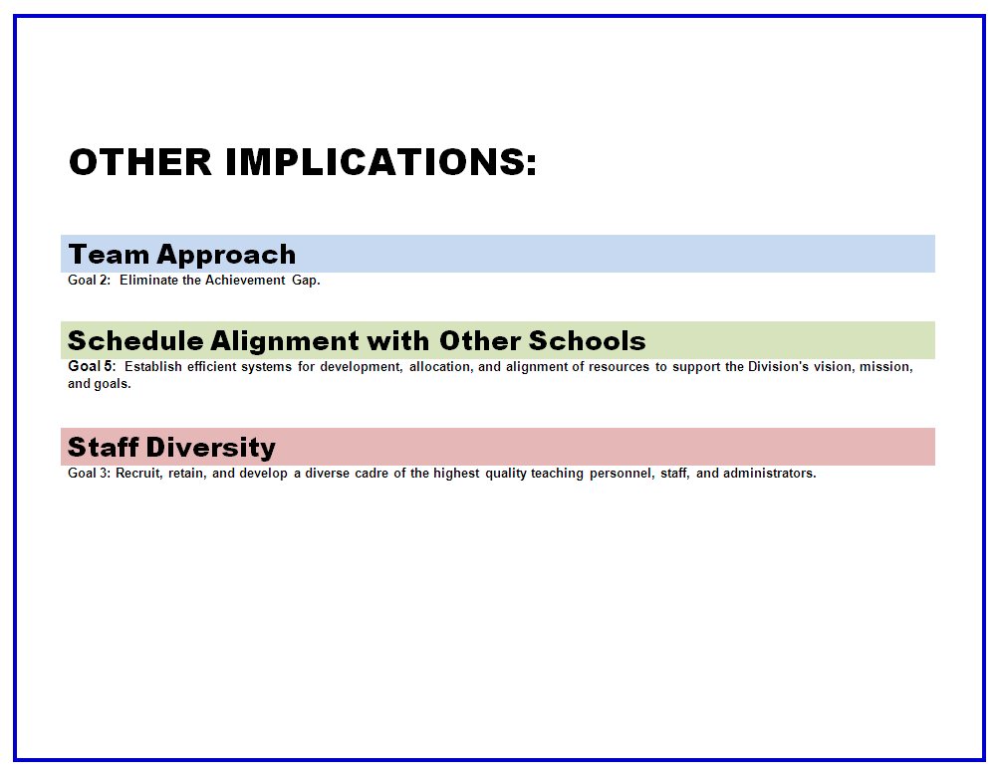 OTHER IMPLICATIONS:
Team Approach
Goal 2: Eliminate the Achievement Gap.
Schedule Alignment with Other Schools
Goal 5: Establish efficient systems for development, allocation, and alignment of resources to support the Division's vision, mission,
and goals.
Staff Diversity
Goal 3: Recruit, retain, and develop a diverse cadre of the highest quality teaching personnel, staff, and administrators.